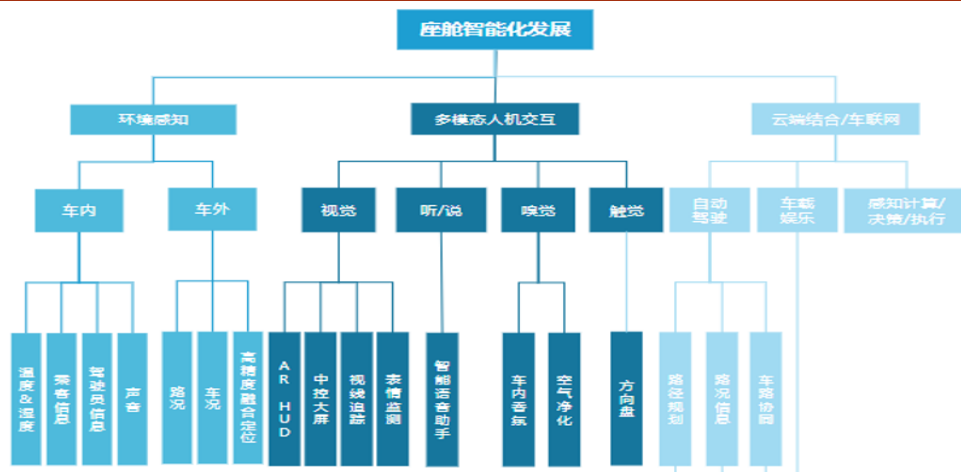 座舱智能化发展
环境感知
多模态人机交互
云端结合/车联网
车内
车外
视觉
听/说
嗅觉
触觉
自动
驾驶
车载
娱乐
感知计算/
决策/执行
温度&湿度
乘客信息
驾驶员信息
声音
路况
车况
高精度融合定位
AR HUD
中控大屏
视线追踪
表情监测
智能语音助手
车内香氛
空气净化
方向盘
路径规划
路况信息
车路协同